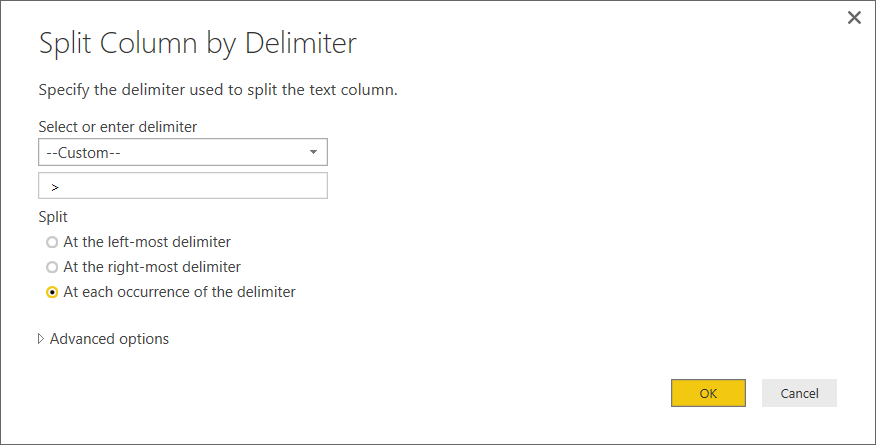 Split Column by Delimiter
Specify the delimiter used to split the text column.
Select or enter delimiter
--Custom--
>
Split
At the left-most delimiter
At the right-most delimiter
At each occurrence of the delimiter
Advanced options
OK
Cancel